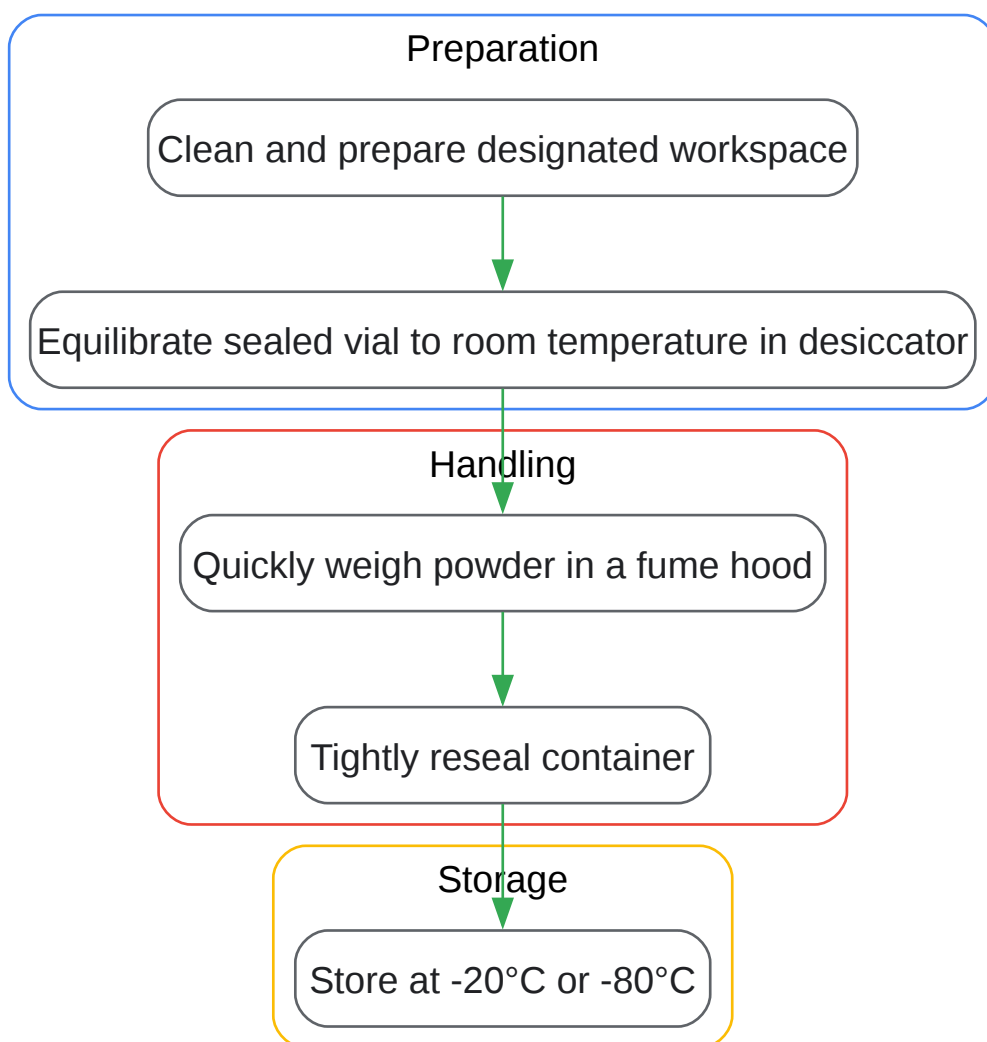 Preparation
Clean and prepare designated workspace
Equilibrate sealed vial to room temperature in desiccator
Handling
Quickly weigh powder in a fume hood
Tightly reseal container
Storage
Store at -20°C or -80°C